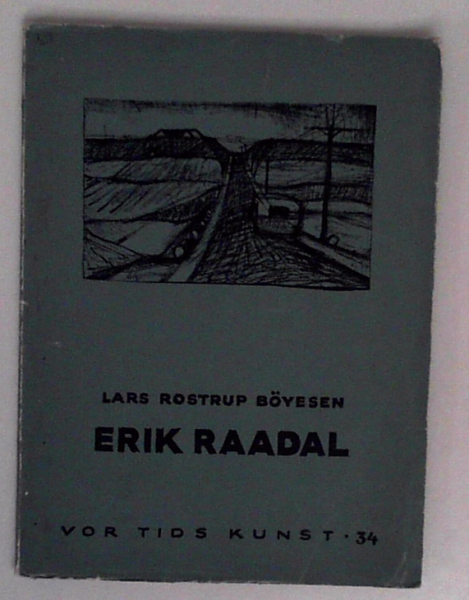 LARS ROSTRUP BÖYESEN
ERIK RAADAL
VOR TIDS KUNST · 34